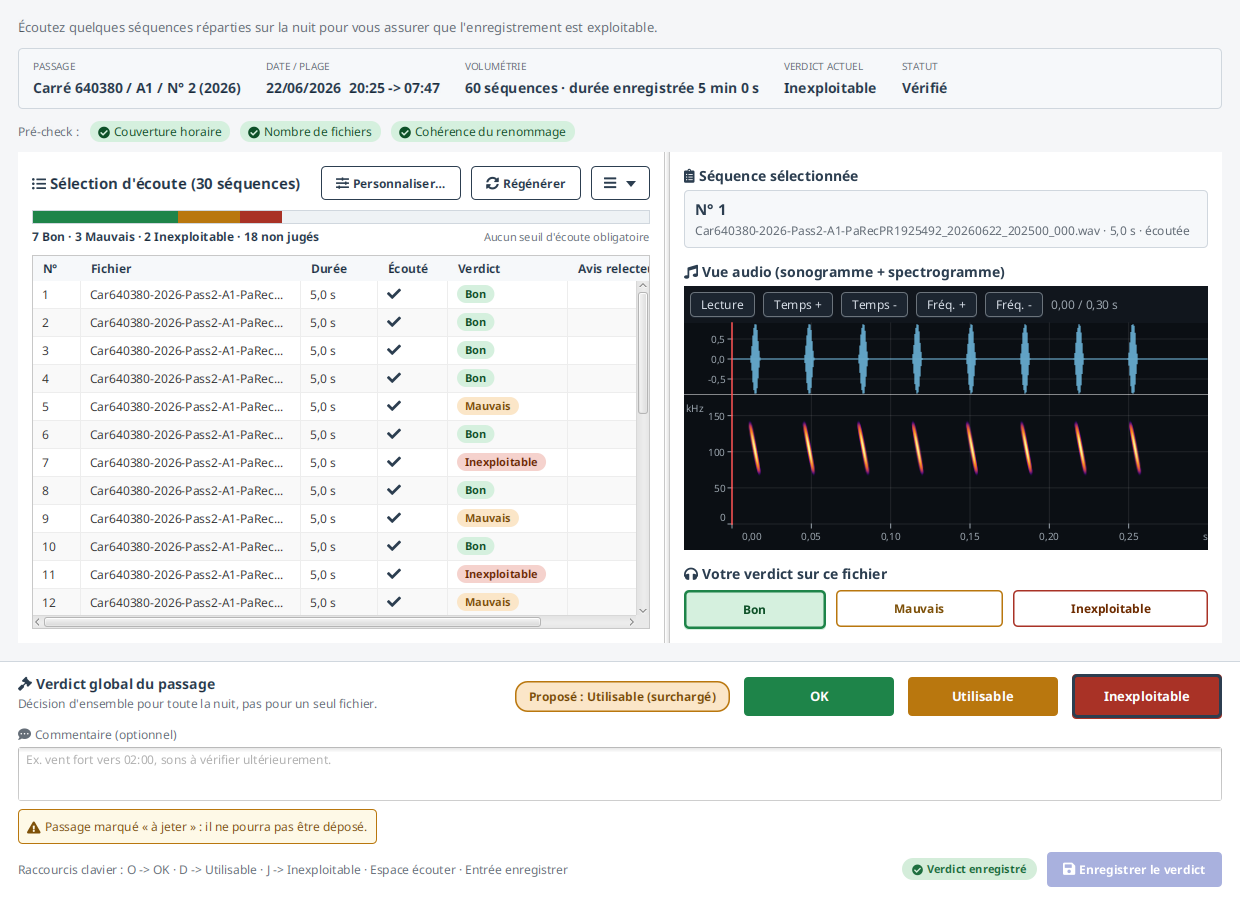 Écoutez quelques séquences réparties sur la nuit pour vous assurer que l'enregistrement est exploitable.
PASSAGE
Carré 640380 / A1 / N° 2 (2026)
DATE / PLAGE
22/06/2026 20:25 -> 07:47
VOLUMÉTRIE
60 séquences · durée enregistrée 5 min 0 s
VERDICT ACTUEL
Inexploitable
STATUT
Vérifié
Pré-check : Couverture horaire Nombre de fichiers Cohérence du renommage
Sélection d'écoute (30 séquences) Personnaliser... Régénérer
7 Bon · 3 Mauvais · 2 Inexploitable · 18 non jugés Aucun seuil d'écoute obligatoire
N° Fichier Durée Écouté Verdict Avis relecteu
1 Car640380-2026-Pass2-A1-PaRec... 5,0 s Bon
2 Car640380-2026-Pass2-A1-PaRec... 5,0 s Bon
3 Car640380-2026-Pass2-A1-PaRec... 5,0 s Bon
4 Car640380-2026-Pass2-A1-PaRec... 5,0 s Bon
5 Car640380-2026-Pass2-A1-PaRec... 5,0 s Mauvais
6 Car640380-2026-Pass2-A1-PaRec... 5,0 s Bon
7 Car640380-2026-Pass2-A1-PaRec... 5,0 s Inexploitable
8 Car640380-2026-Pass2-A1-PaRec... 5,0 s Bon
9 Car640380-2026-Pass2-A1-PaRec... 5,0 s Mauvais
10 Car640380-2026-Pass2-A1-PaRec... 5,0 s Bon
11 Car640380-2026-Pass2-A1-PaRec... 5,0 s Inexploitable
12 Car640380-2026-Pass2-A1-PaRec... 5,0 s Mauvais
Séquence sélectionnée
N° 1
Car640380-2026-Pass2-A1-PaRecPR1925492_20260622_202500_000.wav · 5,0 s · écoutée
Vue audio (sonogramme + spectrogramme)
Lecture Temps + Temps - Fréq. + Fréq. - 0,00 / 0,30 s
0,5
0,0
-0,5
kHz
150
100
50
0
0,00 0,05 0,10 0,15 0,20 0,25 s
Votre verdict sur ce fichier
Bon Mauvais Inexploitable
Verdict global du passage
Décision d'ensemble pour toute la nuit, pas pour un seul fichier.
Proposé : Utilisable (surchargé) OK Utilisable Inexploitable
Commentaire (optionnel)
Ex. vent fort vers 02:00, sons à vérifier ultérieurement.
Passage marqué « à jeter » : il ne pourra pas être déposé.
Raccourcis clavier : O -> OK · D -> Utilisable · J -> Inexploitable · Espace écouter · Entrée enregistrer
Verdict enregistré Enregistrer le verdict